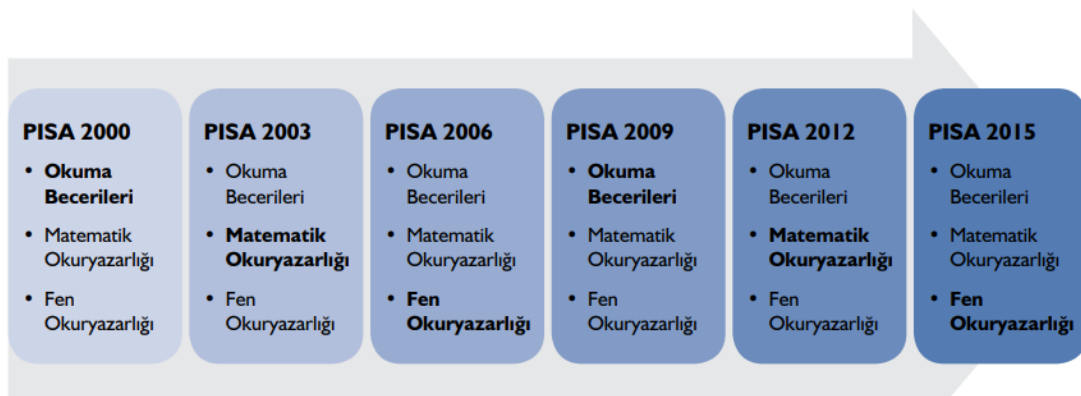 PISA 2000
• Okuma
Becerileri
• Matematik
Okuryazarlığı
• Fen
Okuryazarlığı
PISA 2003
• Okuma
Becerileri
• Matematik
Okuryazarlığı
• Fen
Okuryazarlığı
PISA 2006
• Okuma
Becerileri
• Matematik
Okuryazarlığı
• Fen
Okuryazarlığı
PISA 2009
• Okuma
Becerileri
• Matematik
Okuryazarlığı
• Fen
Okuryazarlığı
PISA 2012
• Okuma
Becerileri
• Matematik
Okuryazarlığı
• Fen
Okuryazarlığı
PISA 2015
• Okuma
Becerileri
• Matematik
Okuryazarlığı
• Fen
Okuryazarlığı